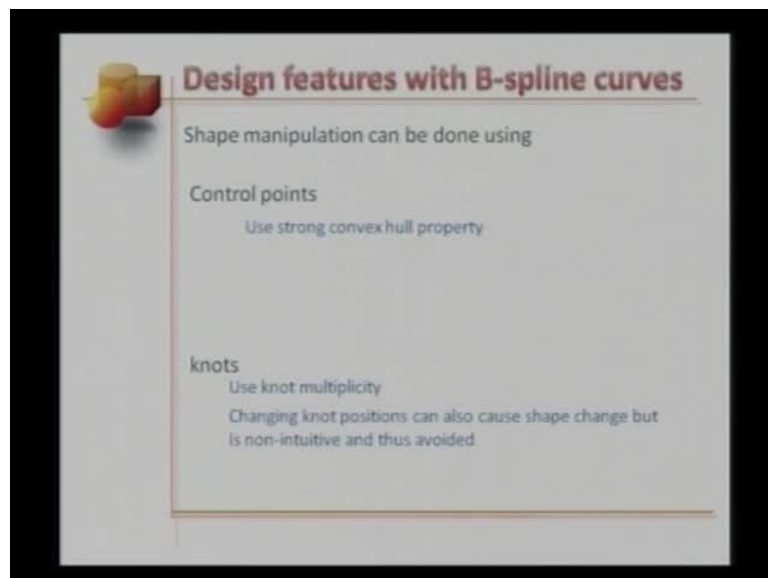 Design features with B-spline curves
Shape manipulation can be done using
Control points
Use strong convex hull property
knots
Use knot multiplicity
Changing knot positions can also cause shape change but
is non-intuitive and thus avoided